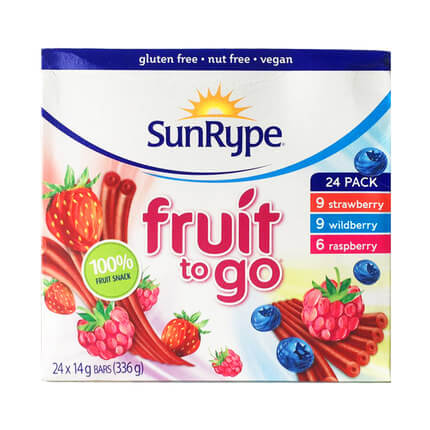 gluten free • nut free • vegan
SunRype®
24 PACK
9 strawberry
9 wildberry
6 raspberry
fruit
to go
100%
FRUIT SNACK
24 x 14 g BARS (336 g)